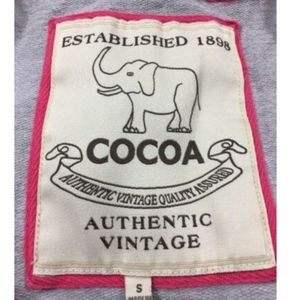 ESTABLISHED 1898
COCOA
AUTHENTIC VINTAGE QUALITY ASSURED
AUTHENTIC
VINTAGE
S